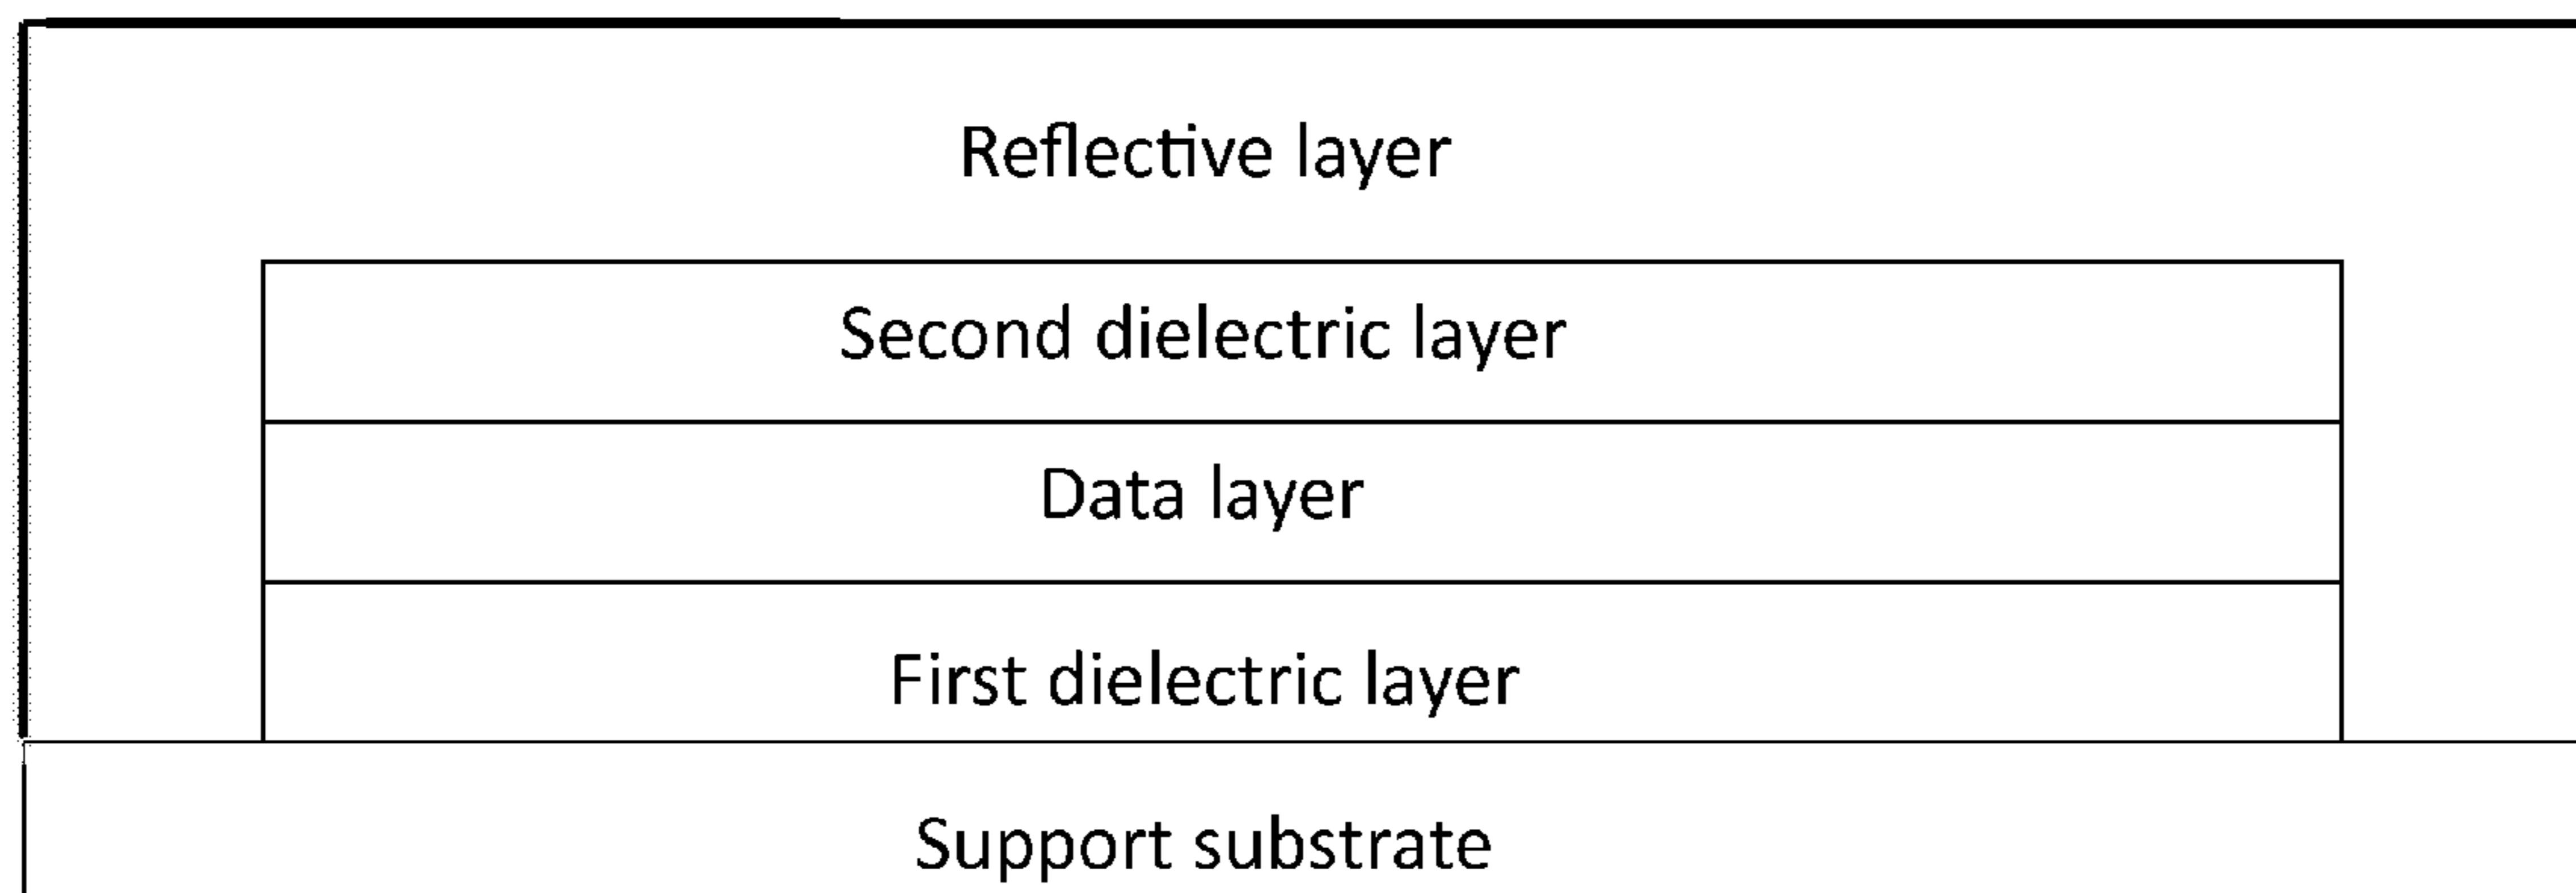 Reflective layer
Second dielectric layer
Data layer
First dielectric layer
Support substrate